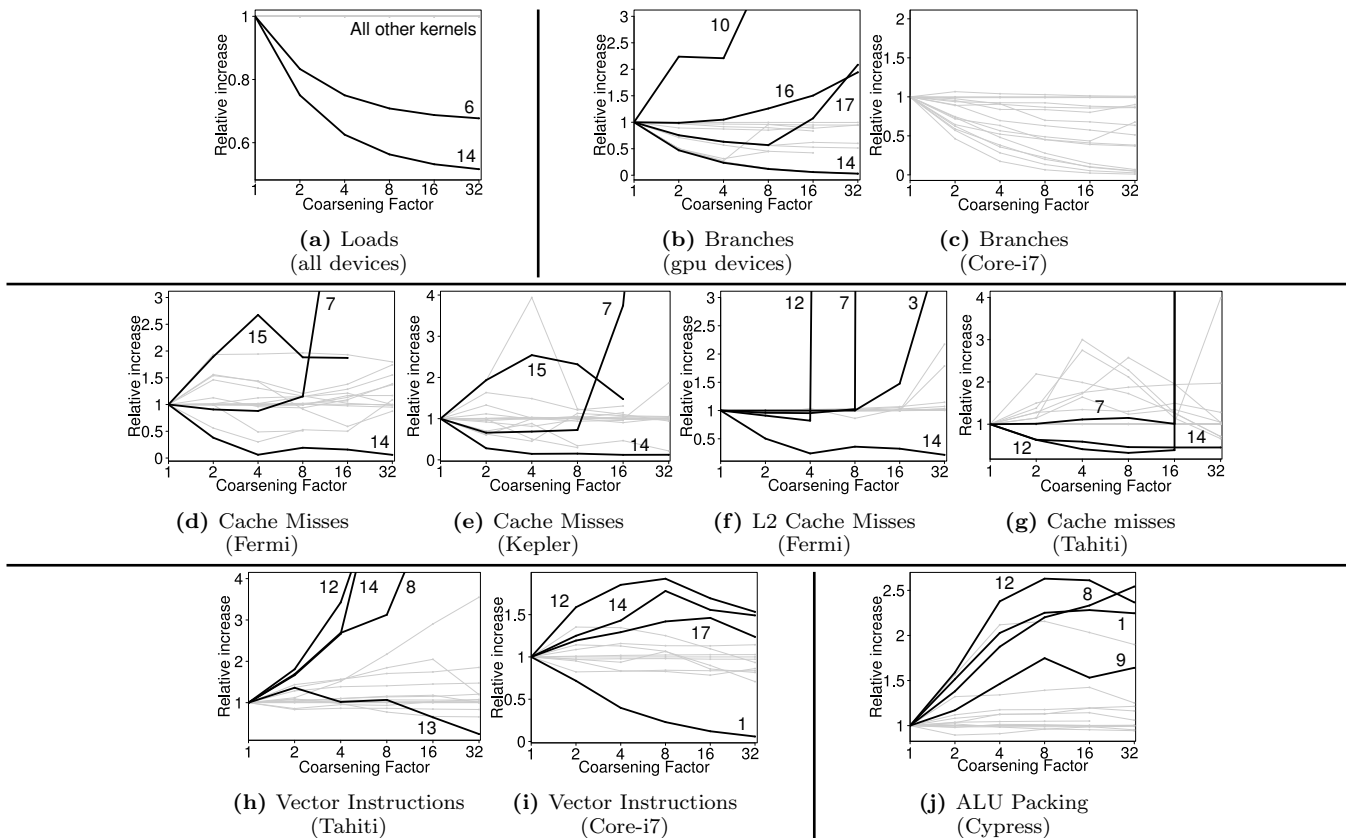 Relative increase
1
0.8
0.6
All other kernels
6
14
1 2 4 8 16 32
Coarsening Factor
(a) Loads
(all devices)
Relative increase
3
2.5
2
1.5
1
0.5
0
10
16
17
14
1 2 4 8 16 32
Coarsening Factor
(b) Branches
(gpu devices)
Relative increase
2
1.5
1
0.5
0
1 2 4 8 16 32
Coarsening Factor
(c) Branches
(Core-i7)
Relative increase
3
2.5
2
1.5
1
0.5
0
7
15
14
1 2 4 8 16 32
Coarsening Factor
(d) Cache Misses
(Fermi)
Relative increase
4
3
2
1
0
7
15
14
1 2 4 8 16 32
Coarsening Factor
(e) Cache Misses
(Kepler)
Relative increase
3
2.5
2
1.5
1
0.5
12 7 3
14
1 2 4 8 16 32
Coarsening Factor
(f) L2 Cache Misses
(Fermi)
Relative increase
4
3
2
1
0
7
12
14
1 2 4 8 16 32
Coarsening Factor
(g) Cache misses
(Tahiti)
Relative increase
4
3
2
1
12 14 8
13
1 2 4 8 16 32
Coarsening Factor
(h) Vector Instructions
(Tahiti)
Relative increase
1.5
1
0.5
0
12
14
17
1
1 2 4 8 16 32
Coarsening Factor
(i) Vector Instructions
(Core-i7)
Relative increase
2.5
2
1.5
1
12
8
1
9
1 2 4 8 16 32
Coarsening Factor
(j) ALU Packing
(Cypress)